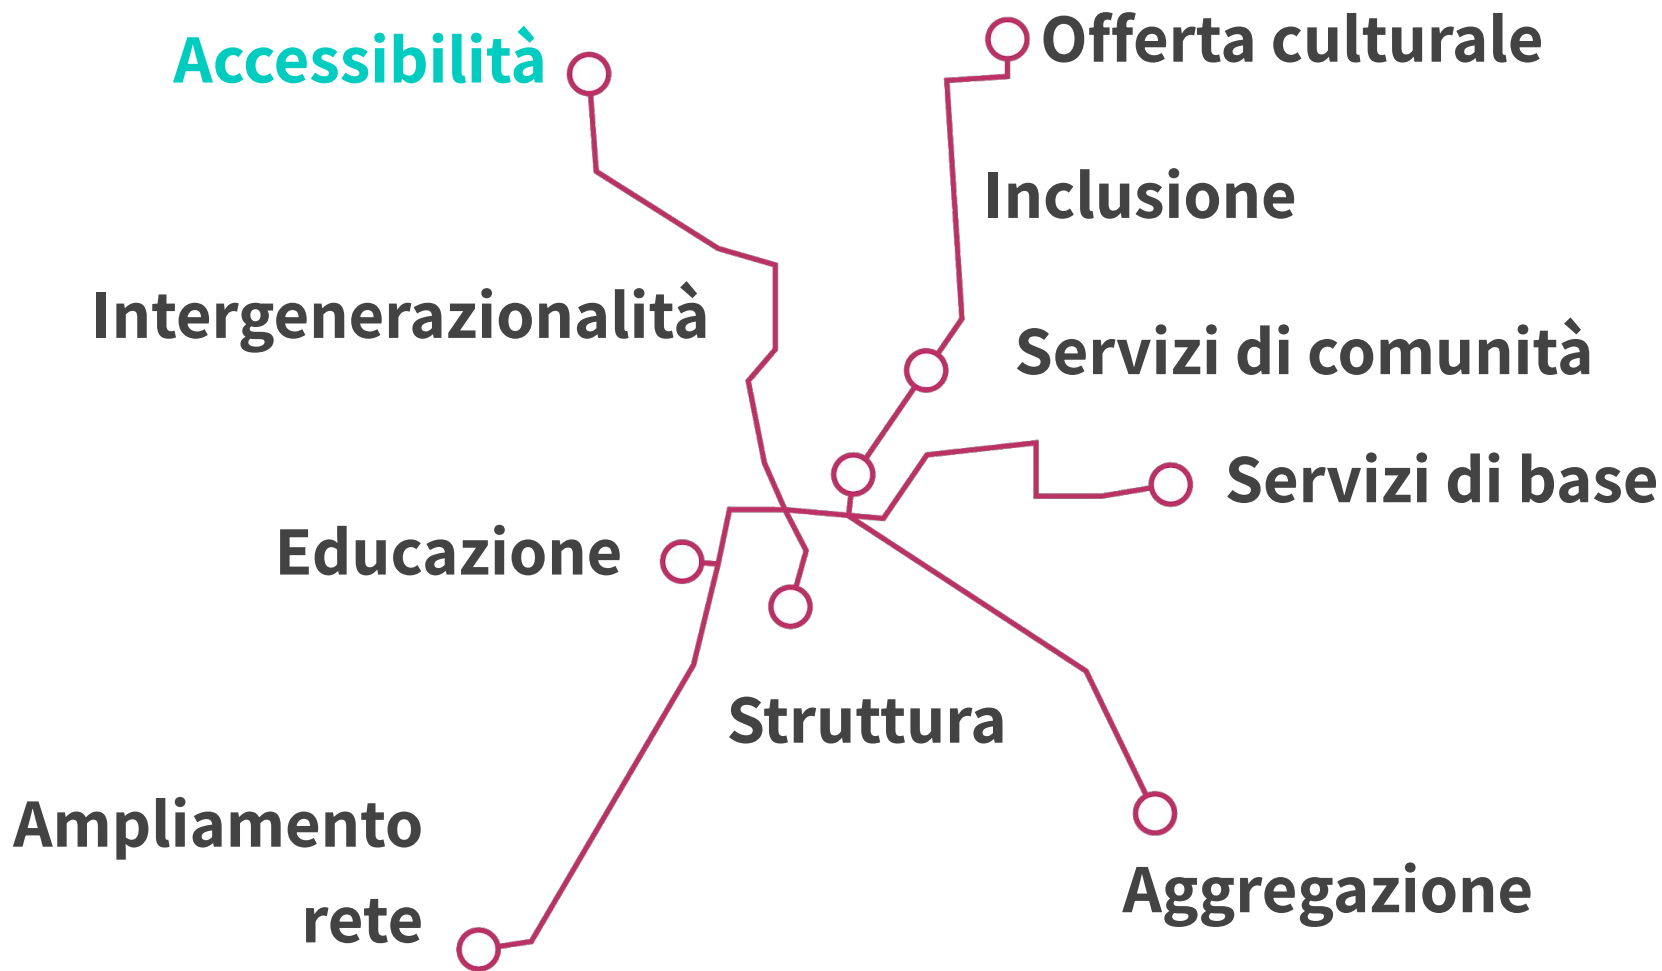 Accessibilità
Offerta culturale
Inclusione
Intergenerazionalità
Servizi di comunità
Servizi di base
Educazione
Struttura
Ampliamento
rete
Aggregazione